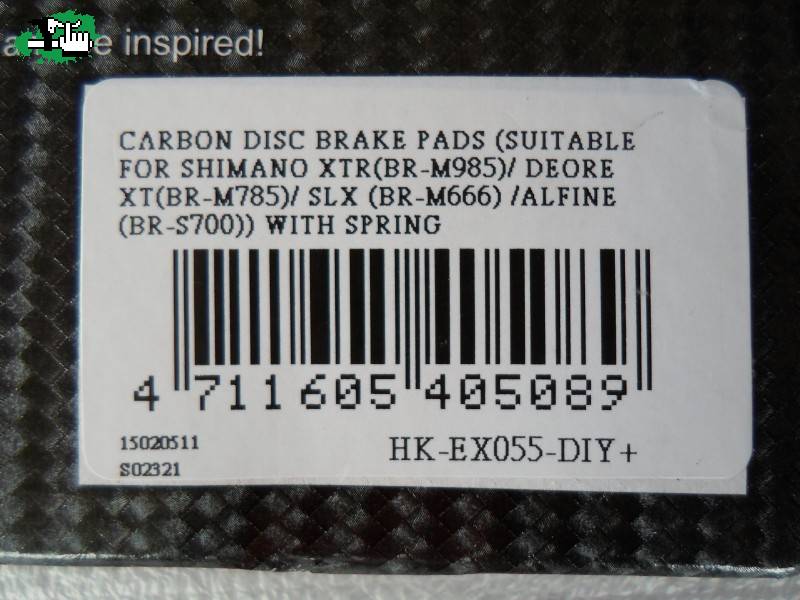 inspired!
CARBON DISC BRAKE PADS (SUITABLE
FOR SHIMANO XTR(BR-M985)/ DEORE
XT(BR-M785)/ SLX (BR-M666) /ALFINE
(BR-S700)) WITH SPRING
4 711605 405089
15020511
S02321
HK-EX055-DIY+